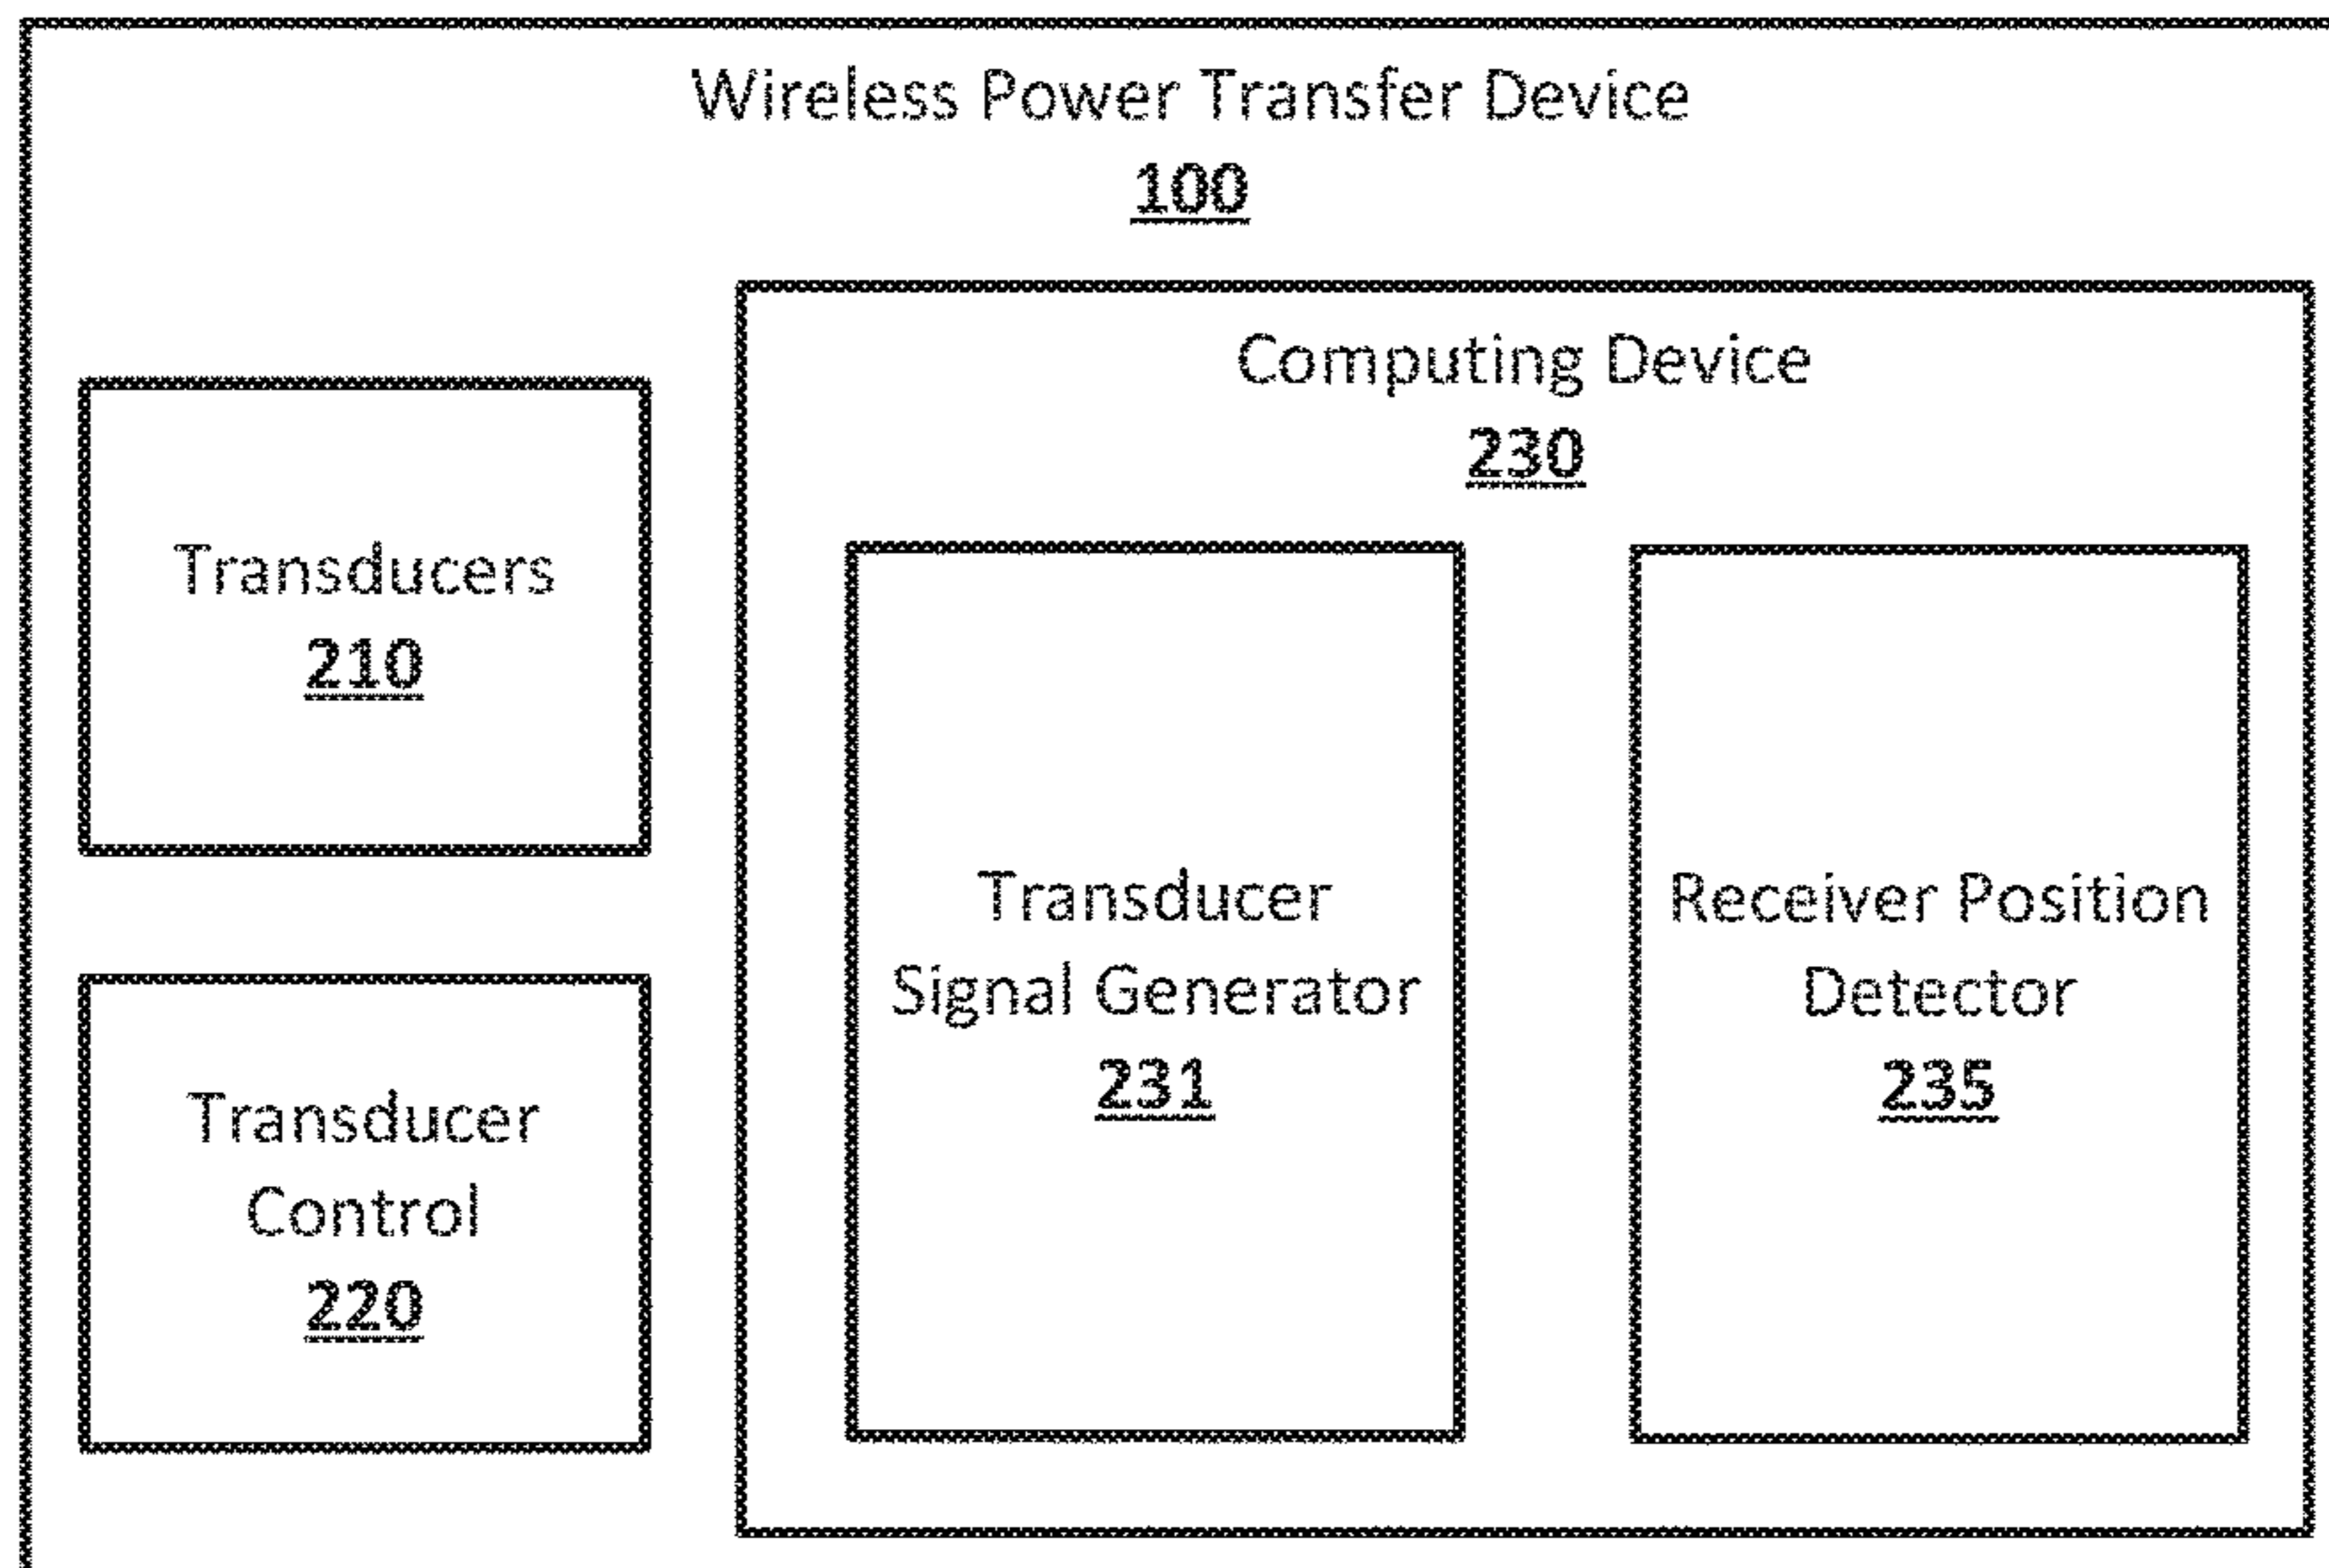 Wireless Power Transfer Device
100
Computing Device
230
Transducers
210
Transducer
Signal Generator
231
Receiver Position
Detector
235
Transducer
Control
220